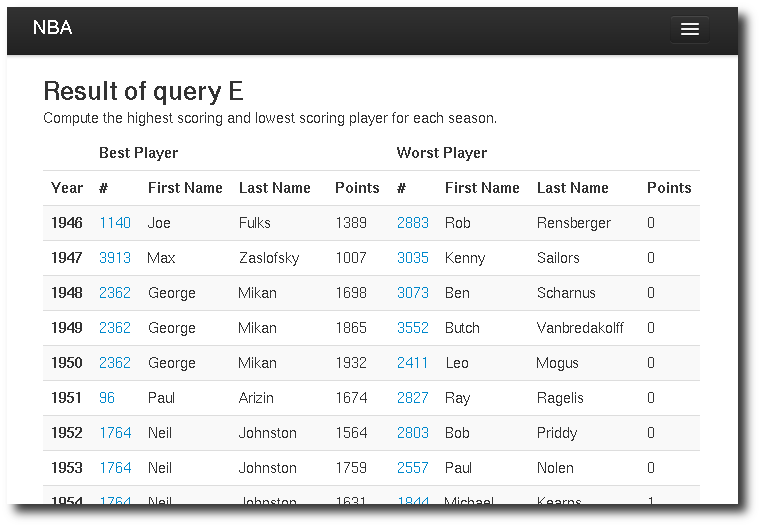 NBA
Result of query E
Compute the highest scoring and lowest scoring player for each season.
Best Player Worst Player
Year # First Name Last Name Points # First Name Last Name Points
1946 1140 Joe Fulks 1389 2883 Rob Rensberger 0
1947 3913 Max Zaslofsky 1007 3035 Kenny Sailors 0
1948 2362 George Mikan 1698 3073 Ben Scharnus 0
1949 2362 George Mikan 1865 3552 Butch Vanbredakolff 0
1950 2362 George Mikan 1932 2411 Leo Mogus 0
1951 96 Paul Arizin 1674 2827 Ray Ragelis 0
1952 1764 Neil Johnston 1564 2803 Bob Priddy 0
1953 1764 Neil Johnston 1759 2557 Paul Nolen 0
1954 1764 Neil Johnston 1631 1844 Michael Kearns 1